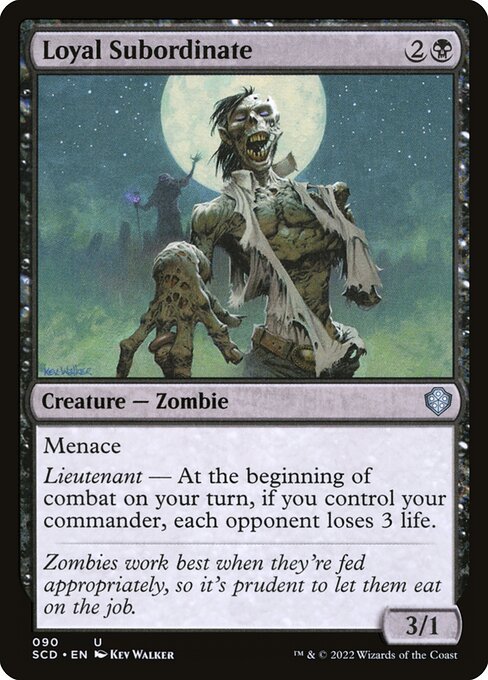 Loyal Subordinate 2
Kev Walker
Creature — Zombie
Menace
Lieutenant — At the beginning of
combat on your turn, if you control your
commander, each opponent loses 3 life.
Zombies work best when they're fed
appropriately, so it's prudent to let them eat
on the job.
3/1
090 U
SCD • EN Kev Walker ™ & © 2022 Wizards of the Coast